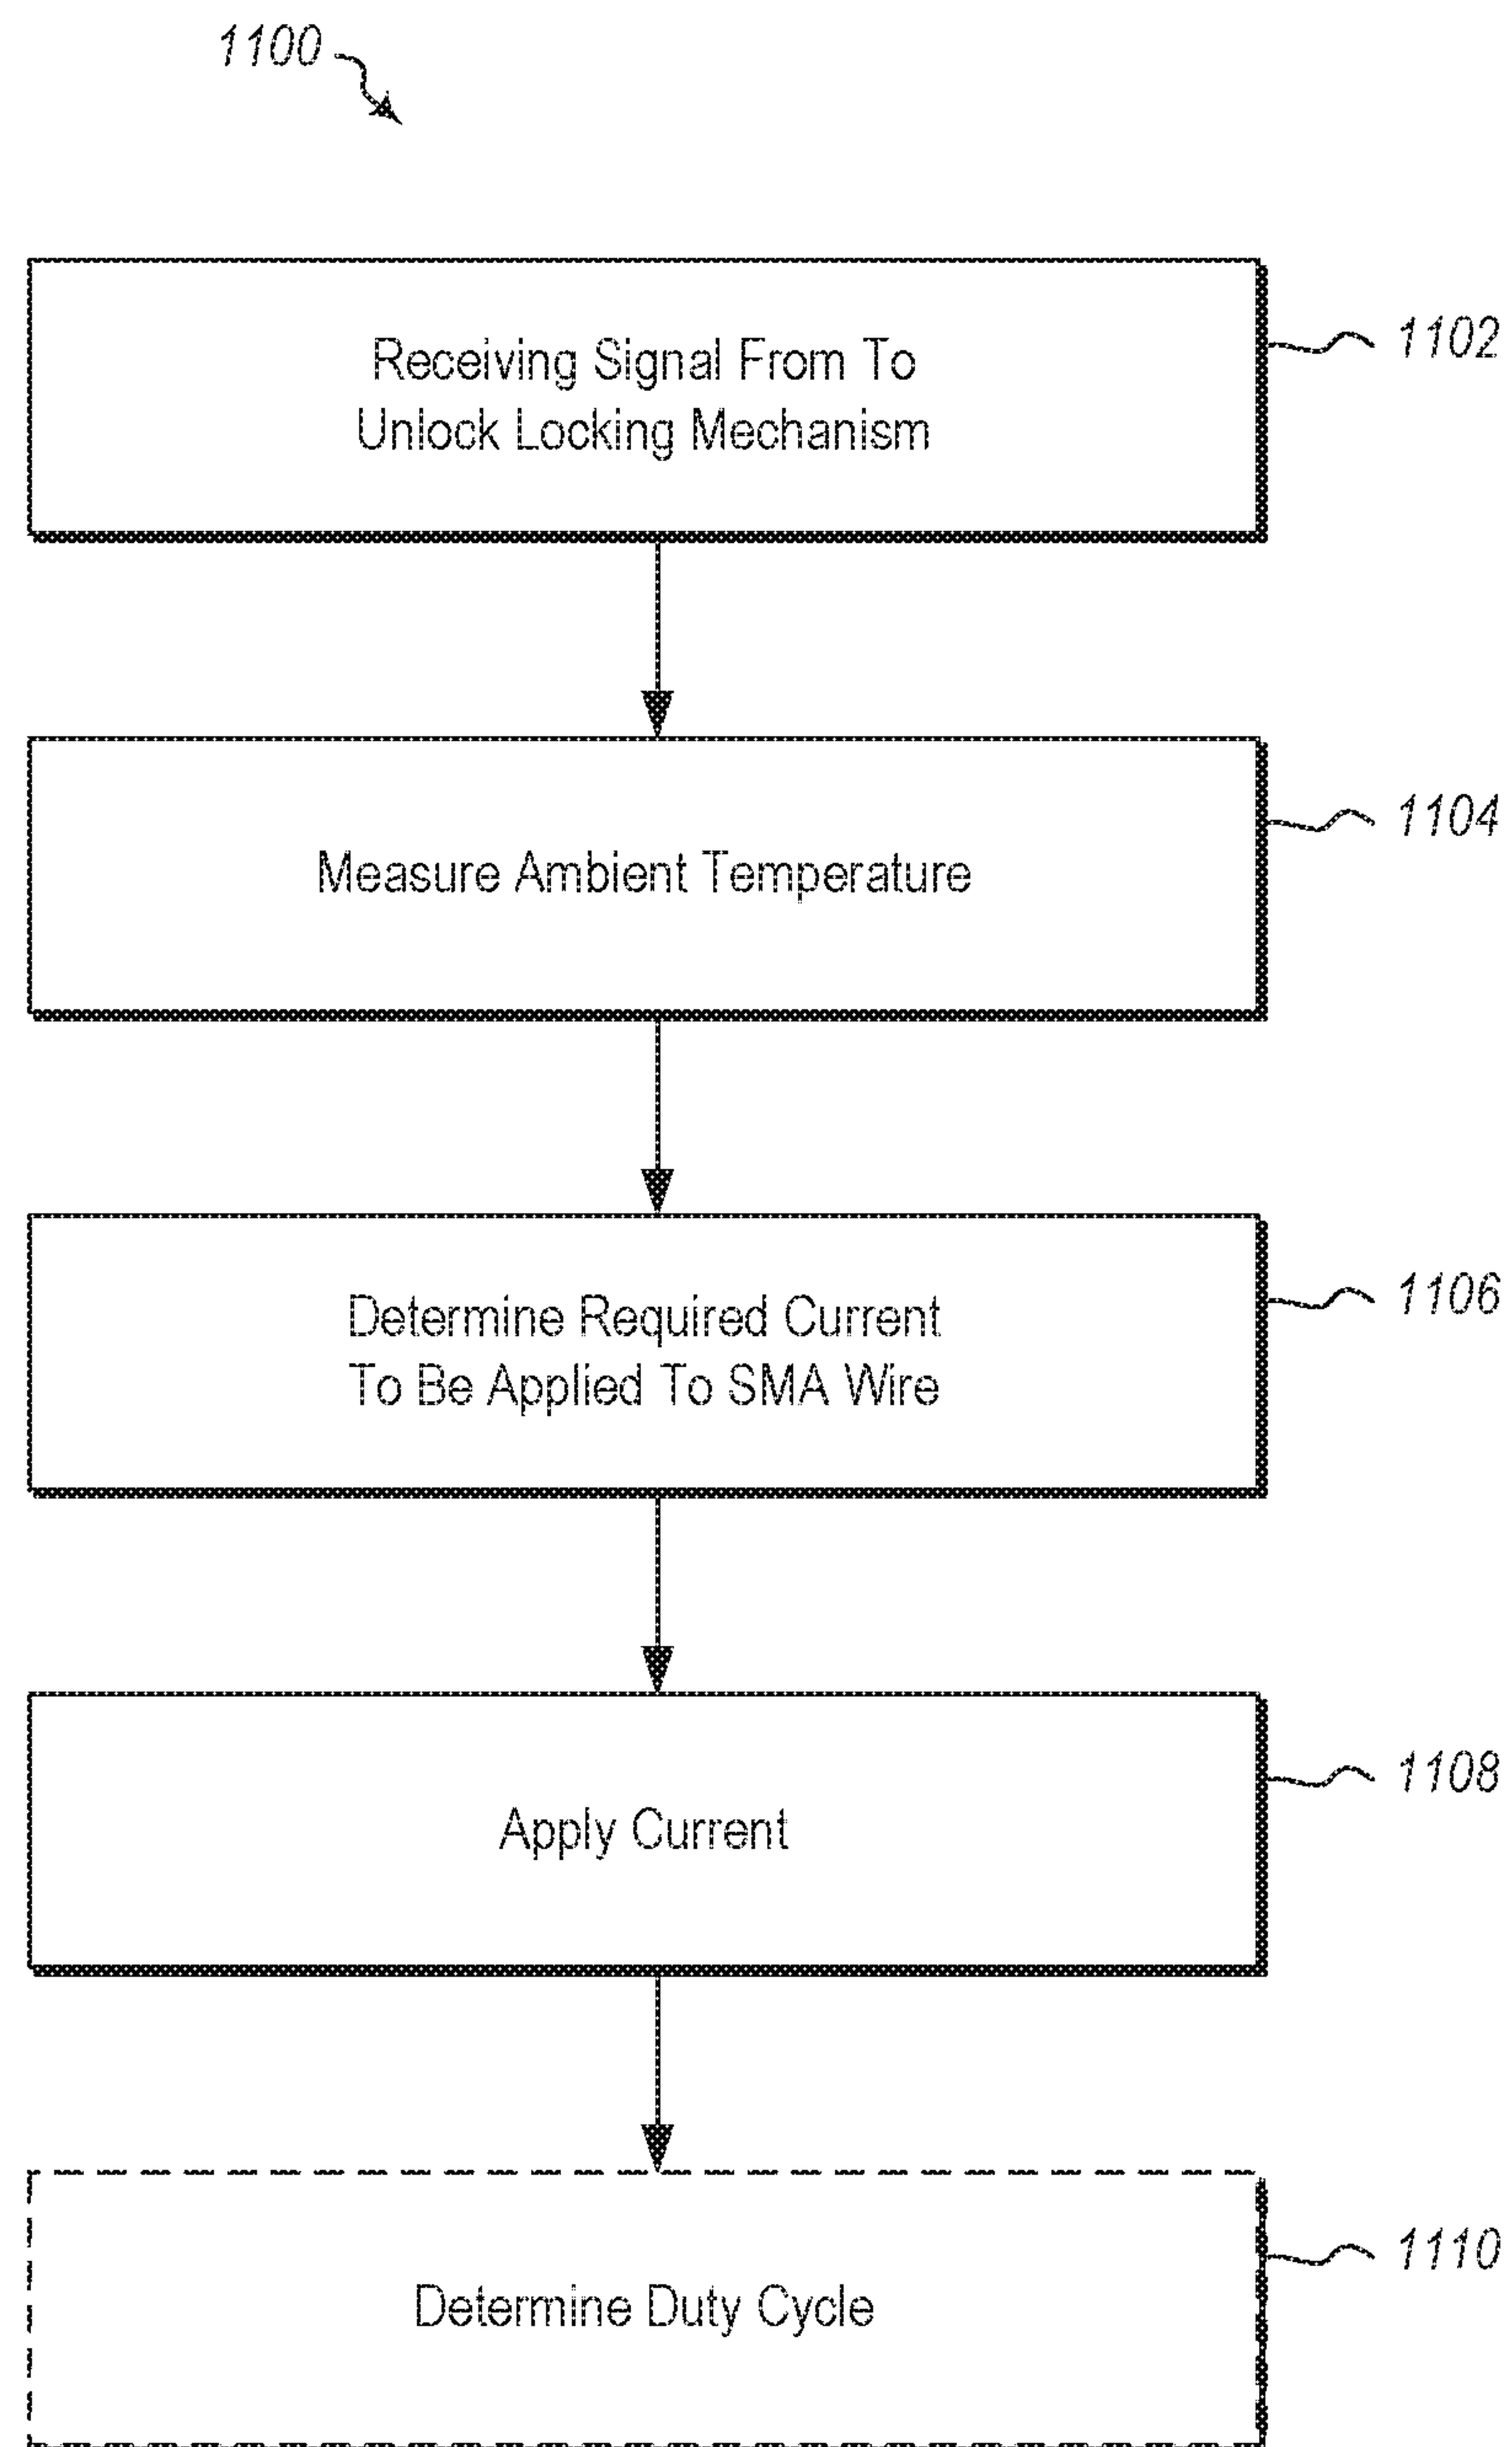 1100
Receiving Signal From To
Unlock Locking Mechanism
1102
Measure Ambient Temperature
1104
Determine Required Current
To Be Applied To SMA Wire
1106
Apply Current
1108
Determine Duty Cycle
1110